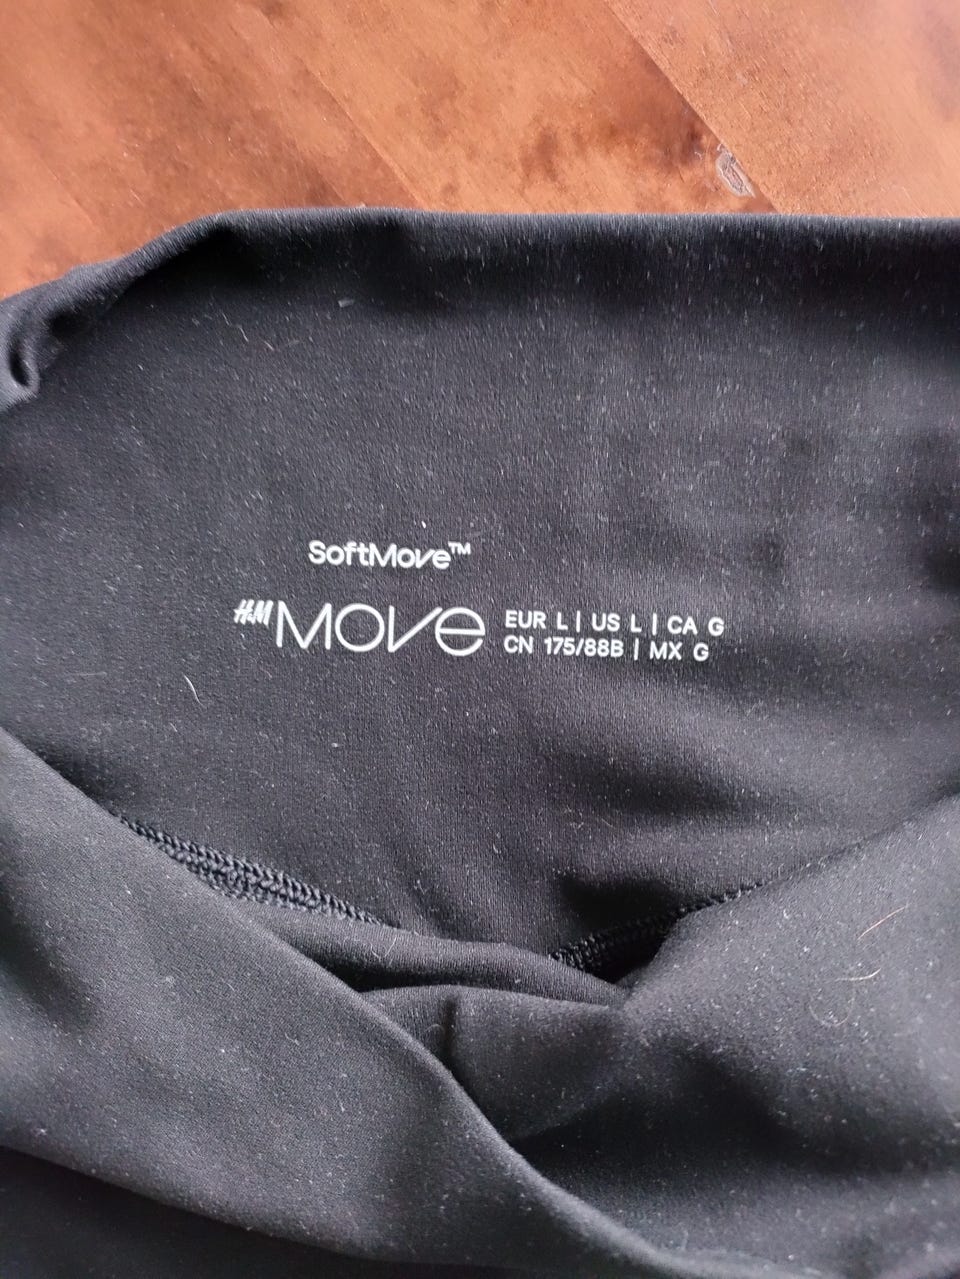 SoftMove™
H&M MOVE
EUR L | US L | CA G
CN 175/88B | MX G